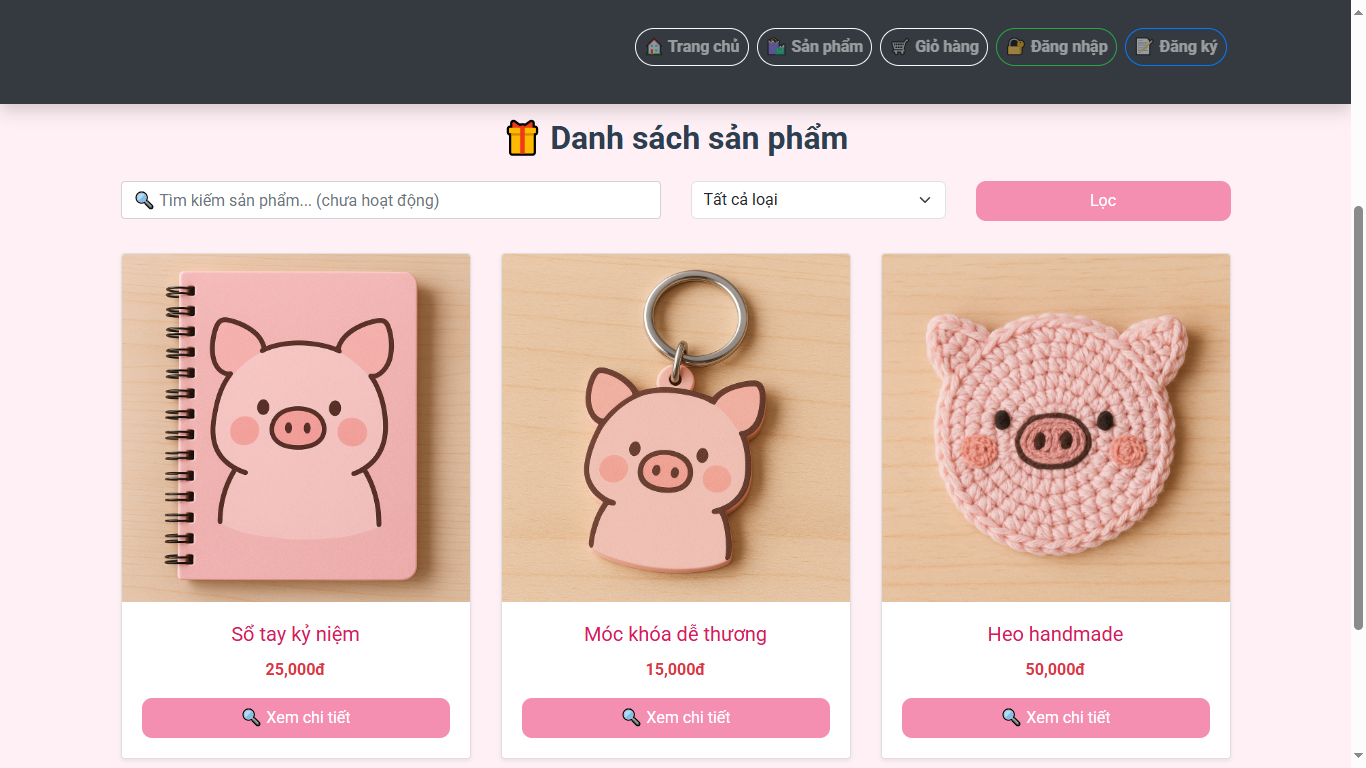 🏠 Trang chủ 🛍️ Sản phẩm 🛒 Giỏ hàng 🔐 Đăng nhập 📝 Đăng ký
🎁 Danh sách sản phẩm
🔍 Tìm kiếm sản phẩm... (chưa hoạt động) Tất cả loại Lọc
Sổ tay kỷ niệm Móc khóa dễ thương Heo handmade
25,000đ 15,000đ 50,000đ
🔍 Xem chi tiết 🔍 Xem chi tiết 🔍 Xem chi tiết